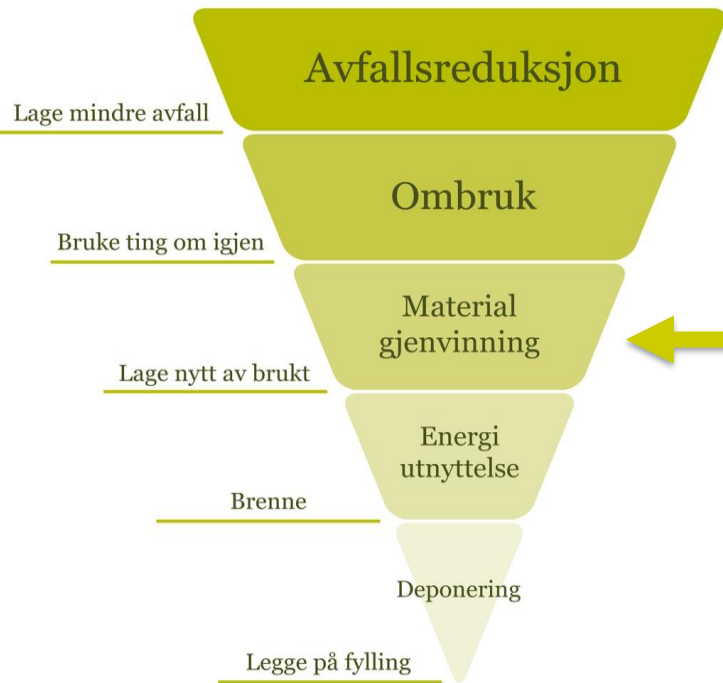 Avfallsreduksjon
Lage mindre avfall
Ombruk
Bruke ting om igjen
Material
gjenvinning
Lage nytt av brukt
Energi
utnyttelse
Brenne
Deponering
Legge på fylling